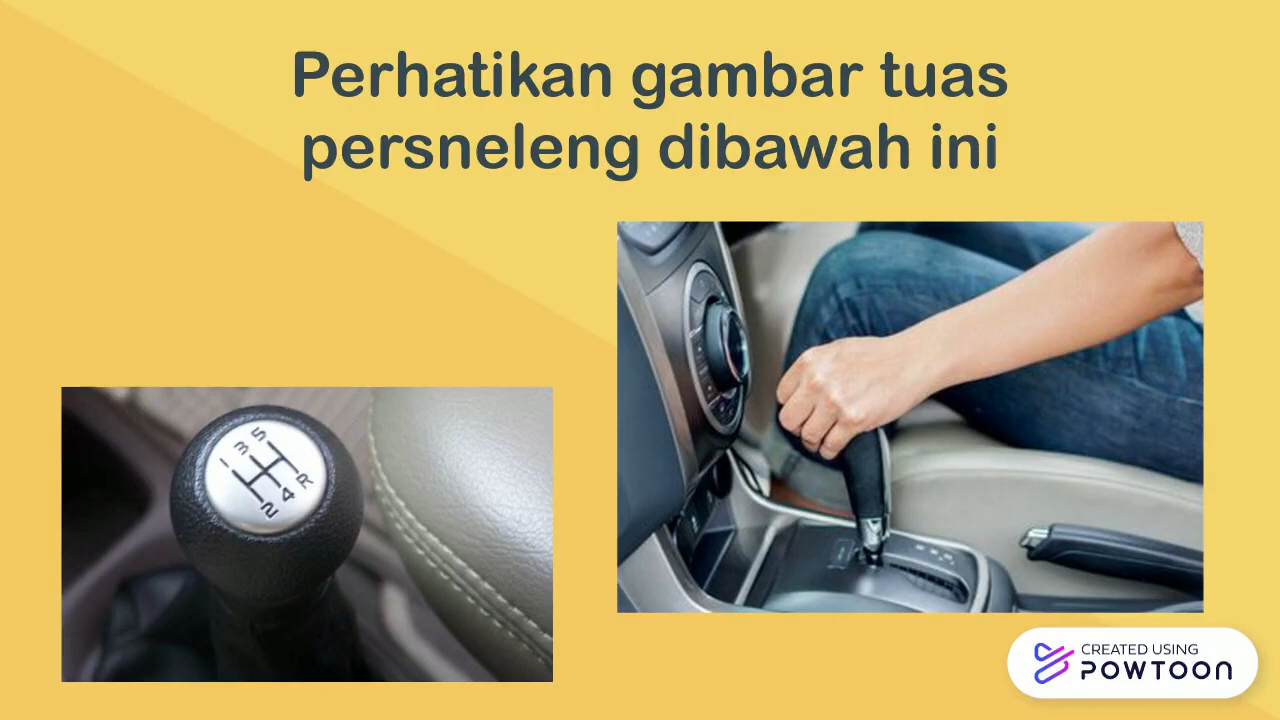 Perhatikan gambar tuas
persneleng dibawah ini
1 3 5
2 4 R
CREATED USING
POWTOON